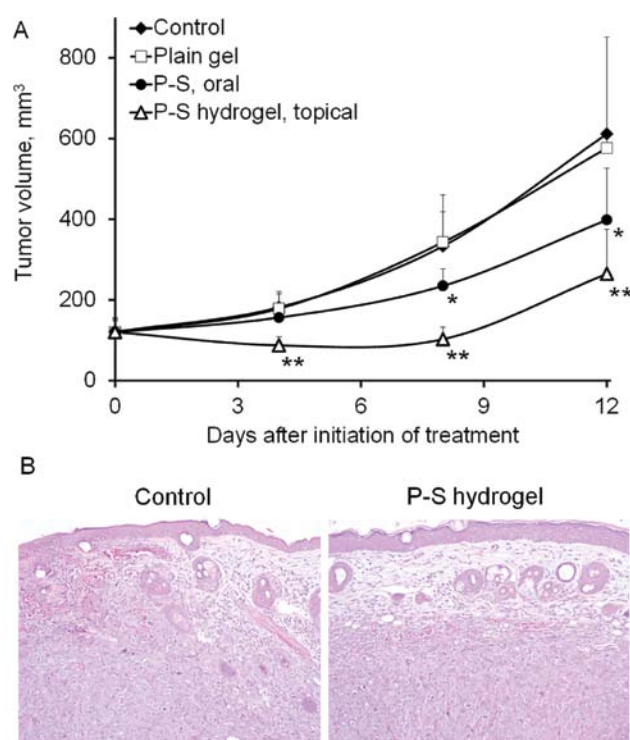 A
Control
Plain gel
P-S, oral
P-S hydrogel, topical
Tumor volume, mm³
800
600
400
200
0
*
*
**
**
**
0 3 6 9 12
Days after initiation of treatment
B
Control P-S hydrogel